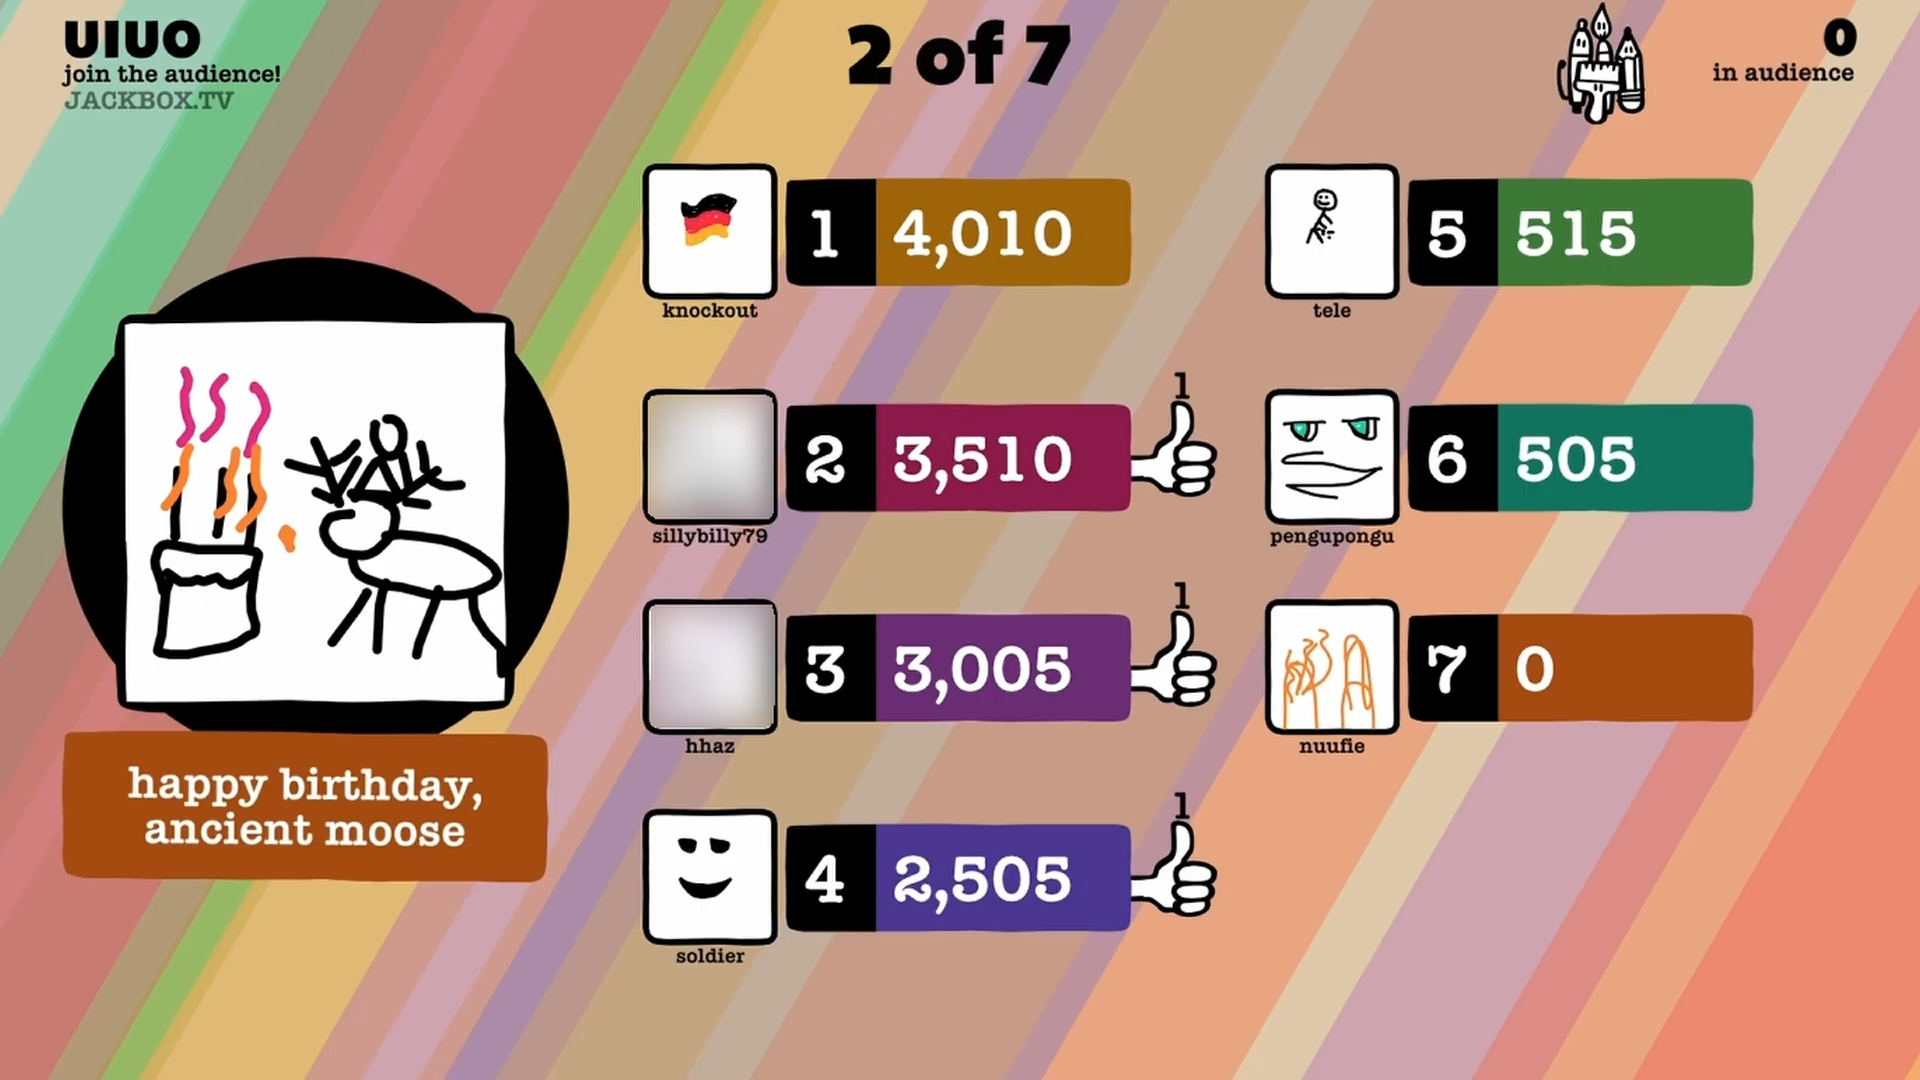 UIUO
join the audience!
JACKBOX.TV
2 of 7
0
in audience
1 4,010
knockout
1
2 3,510
sillybilly79
1
3 3,005
hhaz
1
4 2,505
soldier
5 515
tele
6 505
pengupongu
7 0
nuufie
happy birthday,
ancient moose